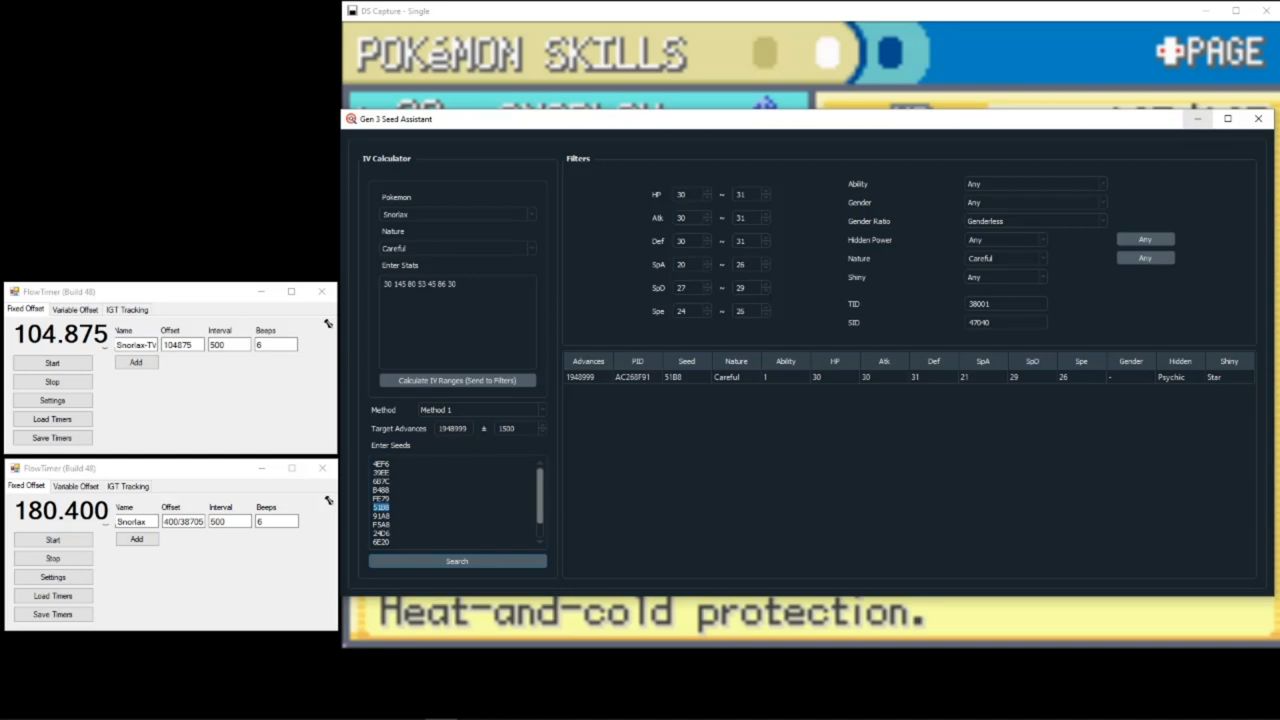 DS Capture - Single
POKéMON SKILLS
PAGE
Gen 3 Seed Assistant
IV Calculator
Pokemon
Snorlax
Nature
Careful
Enter Stats
30 145 80 53 45 86 30
Calculate IV Ranges (Send to Filters)
Method Method 1
Target Advances 1948999 ± 1500
Enter Seeds
4EF6
39EE
6B7C
B488
FE79
51B8
91A8
F5A8
24D6
6E20
Search
Filters
HP 30 ~ 31
Atk 30 ~ 31
Def 30 ~ 31
SpA 20 ~ 26
SpD 27 ~ 29
Spe 24 ~ 26
Ability Any
Gender Any
Gender Ratio Genderless
Hidden Power Any Any
Nature Careful Any
Shiny Any
TID 38001
SID 47040
Advances PID Seed Nature Ability HP Atk Def SpA SpD Spe Gender Hidden Shiny
1948999 AC268F91 51B8 Careful 1 30 30 31 21 29 26 - Psychic Star
Heat-and-cold protection.
FlowTimer (Build 48)
Fixed Offset Variable Offset IGT Tracking
104.875
Name Offset Interval Beeps
Snorlax-TV 104875 500 6
Start Add
Stop
Settings
Load Timers
Save Timers
FlowTimer (Build 48)
Fixed Offset Variable Offset IGT Tracking
180.400
Name Offset Interval Beeps
Snorlax 400/38705 500 6
Start Add
Stop
Settings
Load Timers
Save Timers